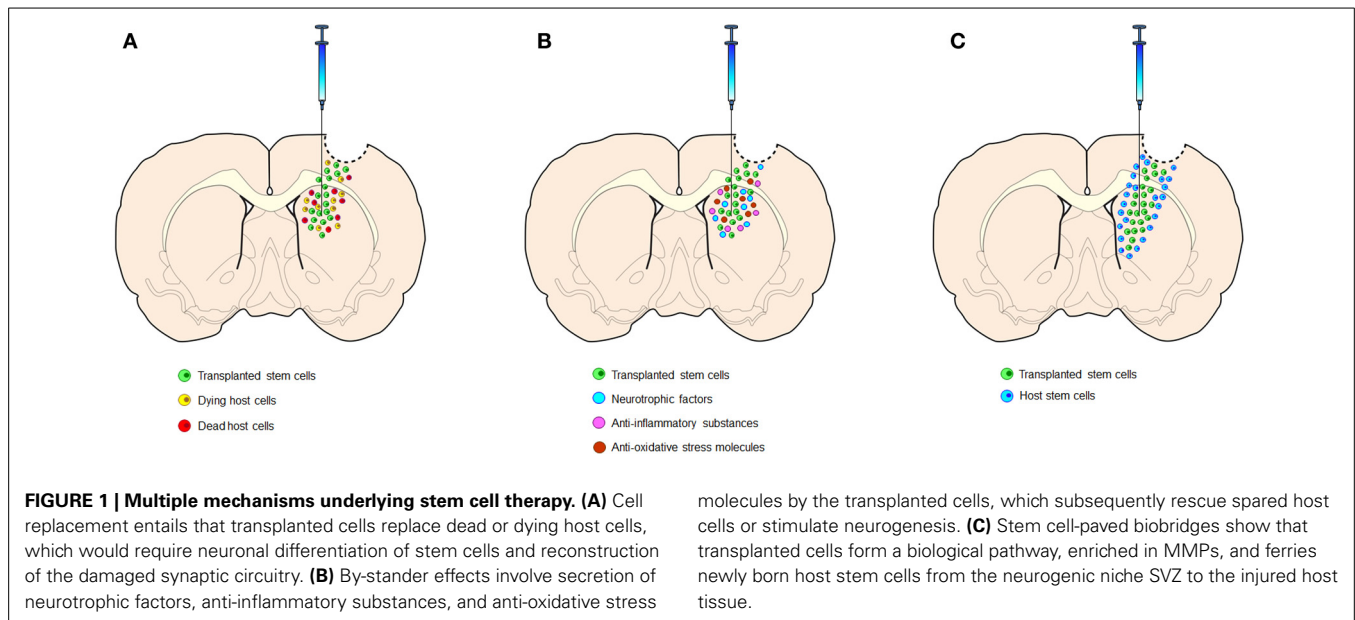 A
B
C
Transplanted stem cells
Dying host cells
Dead host cells
Transplanted stem cells
Neurotrophic factors
Anti-inflammatory substances
Anti-oxidative stress molecules
Transplanted stem cells
Host stem cells
FIGURE 1 | Multiple mechanisms underlying stem cell therapy. (A) Cell
replacement entails that transplanted cells replace dead or dying host cells,
which would require neuronal differentiation of stem cells and reconstruction
of the damaged synaptic circuitry. (B) By-stander effects involve secretion of
neurotrophic factors, anti-inflammatory substances, and anti-oxidative stress
molecules by the transplanted cells, which subsequently rescue spared host
cells or stimulate neurogenesis. (C) Stem cell-paved biobridges show that
transplanted cells form a biological pathway, enriched in MMPs, and ferries
newly born host stem cells from the neurogenic niche SVZ to the injured host
tissue.